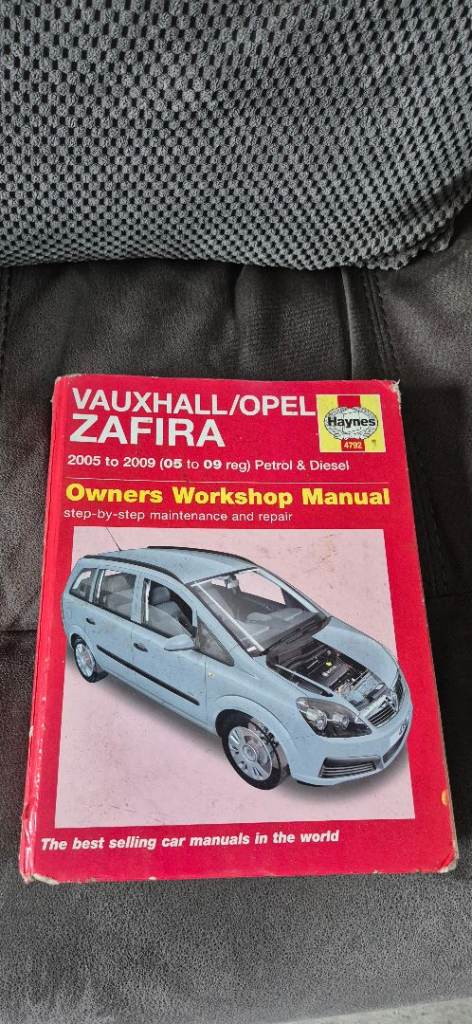 VAUXHALL/OPEL
ZAFIRA
Haynes
4792
2005 to 2009 (05 to 09 reg) Petrol & Diesel
Owners Workshop Manual
step-by-step maintenance and repair
The best selling car manuals in the world